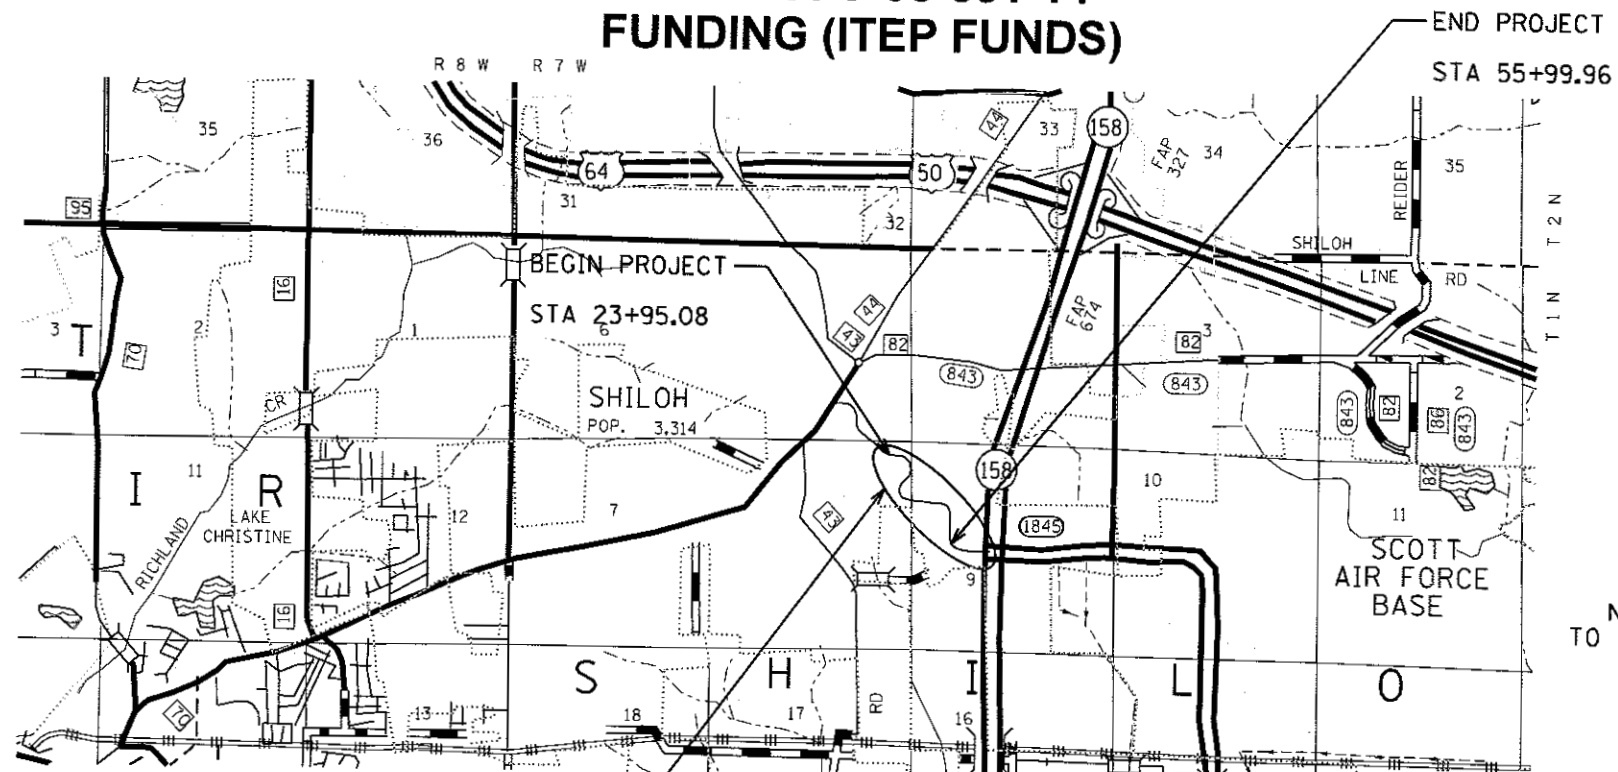 FUNDING (ITEP FUNDS)
END PROJECT
STA 55+99.96
R 8 W
R 7 W
35
36
33
158
34
35
44
FAP
327
64
50
REIDER
31
32
95
T2N
T1N
SHILOH
LINE
RD
BEGIN PROJECT
STA 23+95.08
16
3
T
70
2
1
6
44
43
82
FAP
674
3
82
843
843
2
843
82
86
843
CR
SHILOH
POP. 3.314
158
11
I
R
LAKE
CHRISTINE
12
7
43
10
82
11
1845
RICHLAND
9
SCOTT
AIR FORCE
BASE
16
N
TO
S
H
I
L
O
79
13
18
17
RD
16